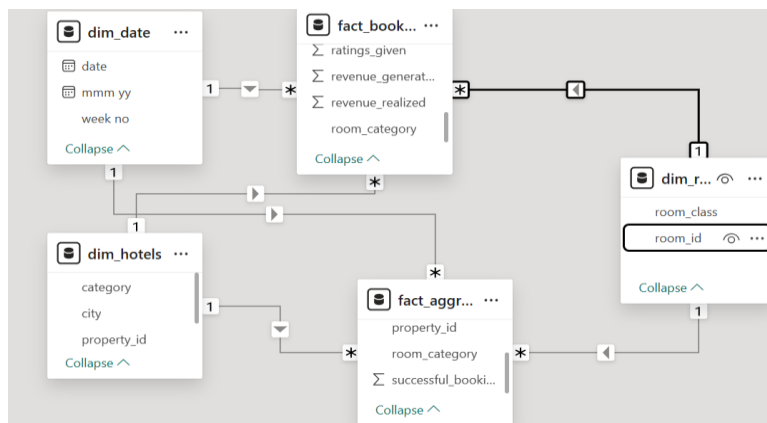 dim_date ...
date
mmm yy
week no
Collapse
fact_book... ...
Σ ratings_given
Σ revenue_generat...
Σ revenue_realized
room_category
Collapse
1
*
*
1
1
*
1
*
dim_r... ...
room_class
room_id ...
Collapse
1
dim_hotels ...
category
city
property_id
Collapse
1
*
*
fact_aggr... ...
property_id
room_category
Σ successful_booki...
Collapse